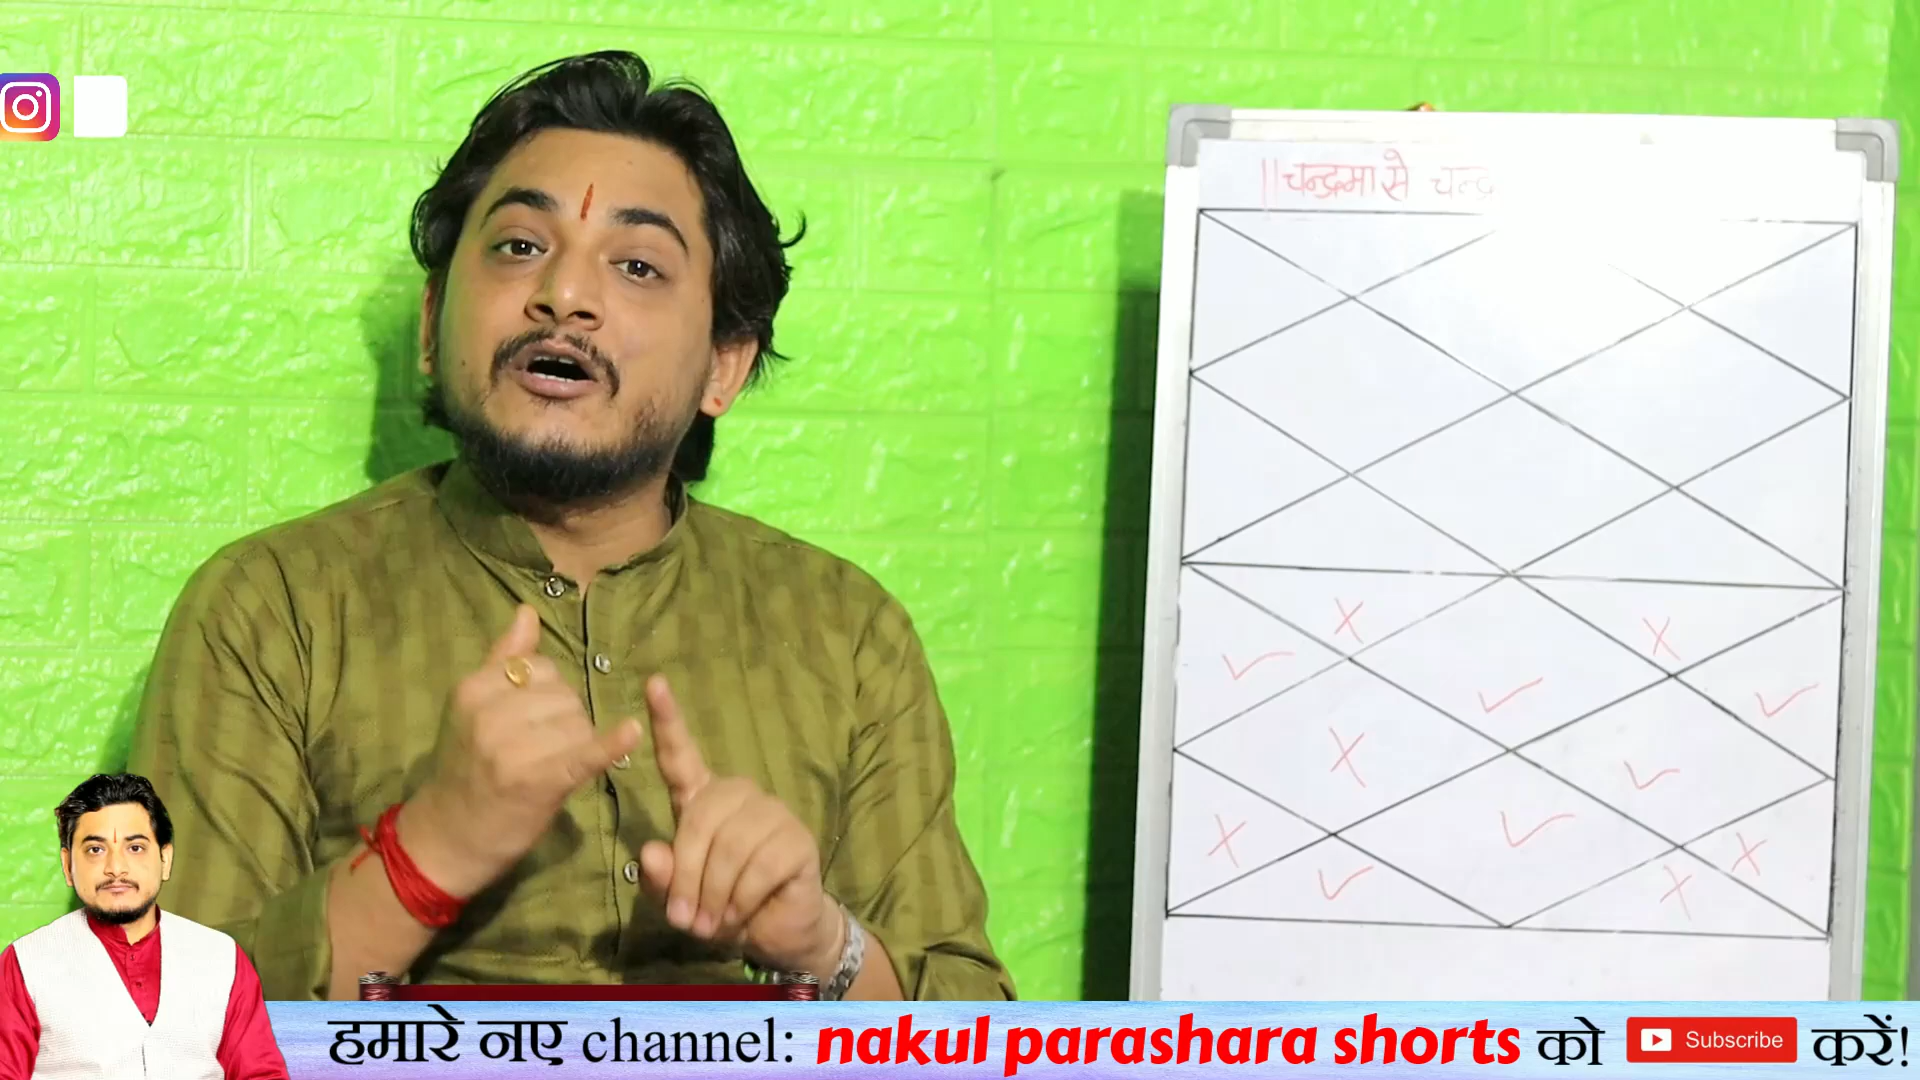 ||चन्द्रमा से
हमारे नए channel: nakul parashara shorts को Subscribe करें!